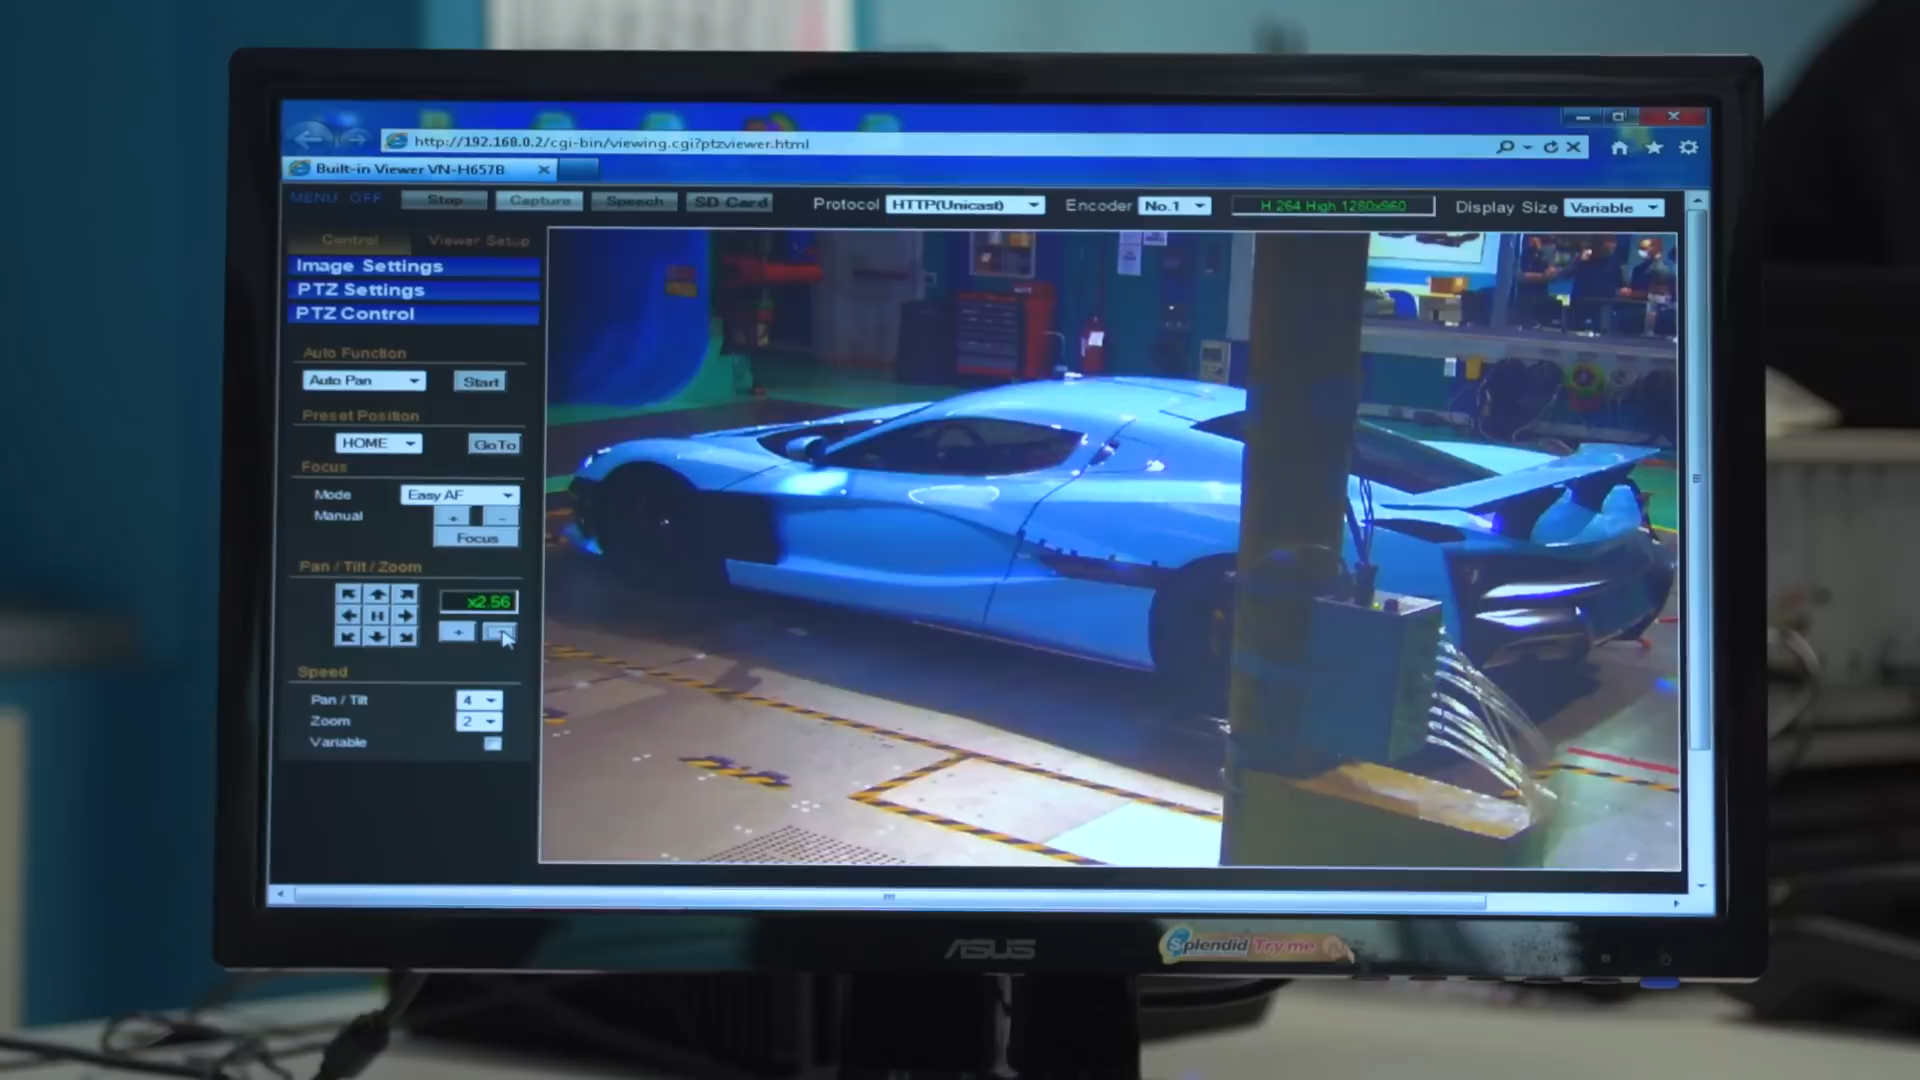 http://192.168.0.2/cgi-bin/viewing.cgi?ptzviewer.html
Built-in Viewer VN-H657B
MENU OFF Stop Capture Speech SD Card Protocol HTTP(Unicast) Encoder No.1 H.264 High 1280x960 Display Size Variable
Control Viewer Setup
Image Settings
PTZ Settings
PTZ Control
Auto Function
Auto Pan Start
Preset Position
HOME GoTo
Focus
Mode Easy AF
Manual + -
Focus
Pan / Tilt / Zoom
x2.56
+
Speed
Pan / Tilt 4
Zoom 2
Variable
ASUS
Splendid Try me